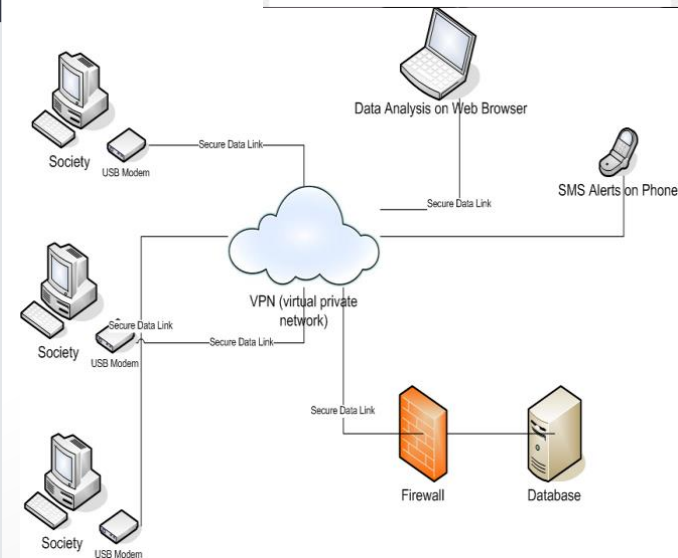 Data Analysis on Web Browser
Secure Data Link
Society
USB Modem
SMS Alerts on Phone
Secure Data Link
VPN (virtual private
network)
Secure Data Link
Society
USB Modem
Secure Data Link
Secure Data Link
Firewall
Database
Society
USB Modem